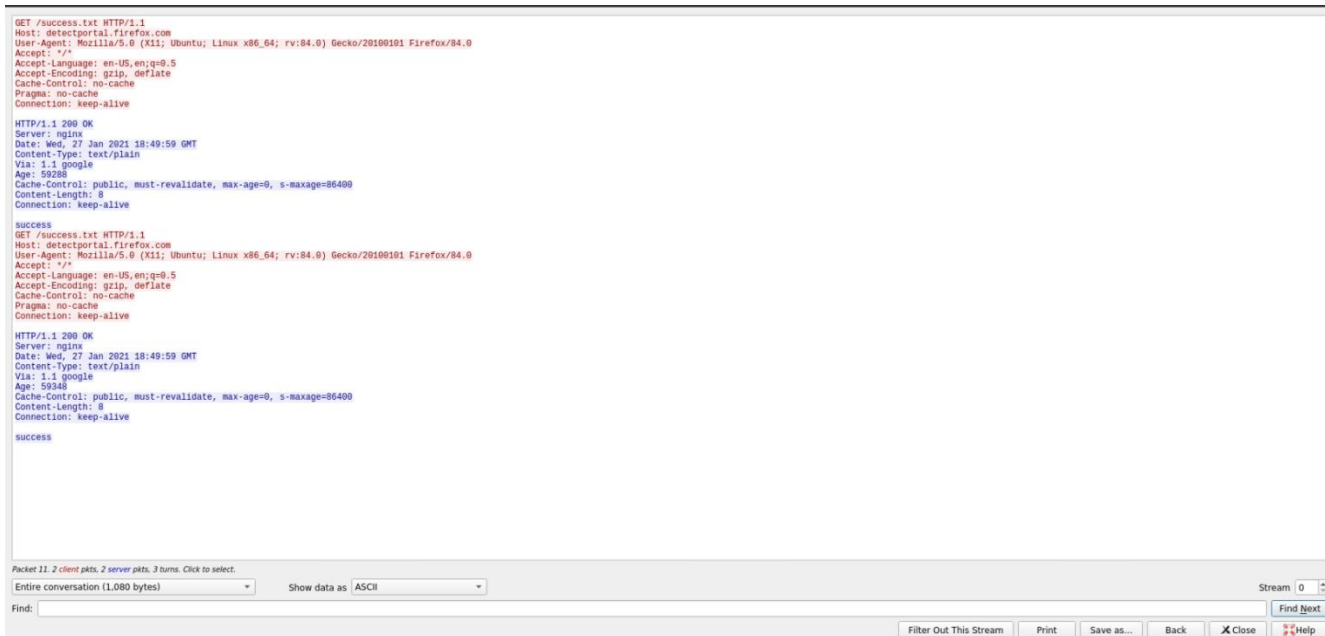 GET /success.txt HTTP/1.1
Host: detectportal.firefox.com
User-Agent: Mozilla/5.0 (X11; Ubuntu; Linux x86_64; rv:84.0) Gecko/20100101 Firefox/84.0
Accept: */*
Accept-Language: en-US,en;q=0.5
Accept-Encoding: gzip, deflate
Cache-Control: no-cache
Pragma: no-cache
Connection: keep-alive
HTTP/1.1 200 OK
Server: nginx
Date: Wed, 27 Jan 2021 18:49:59 GMT
Content-Type: text/plain
Via: 1.1 google
Age: 59288
Cache-Control: public, must-revalidate, max-age=0, s-maxage=86400
Content-Length: 8
Connection: keep-alive
success
GET /success.txt HTTP/1.1
Host: detectportal.firefox.com
User-Agent: Mozilla/5.0 (X11; Ubuntu; Linux x86_64; rv:84.0) Gecko/20100101 Firefox/84.0
Accept: */*
Accept-Language: en-US,en;q=0.5
Accept-Encoding: gzip, deflate
Cache-Control: no-cache
Pragma: no-cache
Connection: keep-alive
HTTP/1.1 200 OK
Server: nginx
Date: Wed, 27 Jan 2021 18:49:59 GMT
Content-Type: text/plain
Via: 1.1 google
Age: 59348
Cache-Control: public, must-revalidate, max-age=0, s-maxage=86400
Content-Length: 8
Connection: keep-alive
success
Packet 11. 2 client pkts, 2 server pkts, 3 turns. Click to select.
Entire conversation (1,080 bytes) Show data as ASCII Stream 0
Find: Find Next
Filter Out This Stream Print Save as... Back Close Help